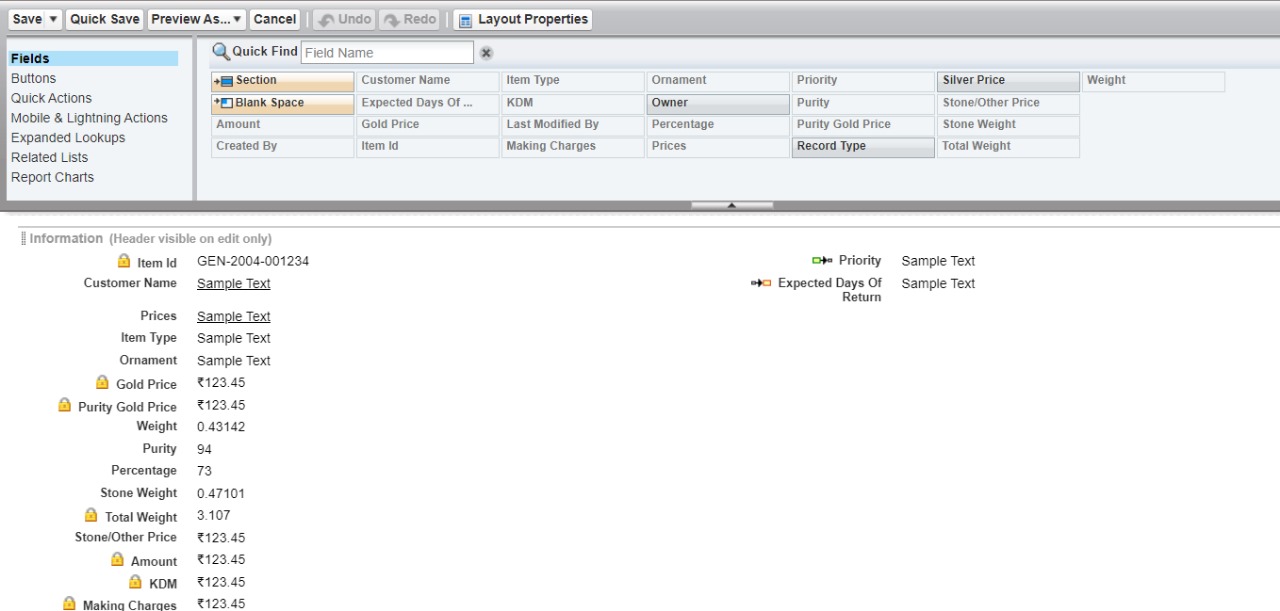 Save Quick Save Preview As... Cancel Undo Redo Layout Properties
Fields
Buttons
Quick Actions
Mobile & Lightning Actions
Expanded Lookups
Related Lists
Report Charts
Quick Find Field Name
Section Customer Name Item Type Ornament Priority Silver Price Weight
Blank Space Expected Days Of ... KDM Owner Purity Stone/Other Price
Amount Gold Price Last Modified By Percentage Purity Gold Price Stone Weight
Created By Item Id Making Charges Prices Record Type Total Weight
Information (Header visible on edit only)
Item Id GEN-2004-001234
Customer Name Sample Text
Prices Sample Text
Item Type Sample Text
Ornament Sample Text
Gold Price ₹123.45
Purity Gold Price ₹123.45
Weight 0.43142
Purity 94
Percentage 73
Stone Weight 0.47101
Total Weight 3.107
Stone/Other Price ₹123.45
Amount ₹123.45
KDM ₹123.45
Making Charges ₹123.45
Priority Sample Text
Expected Days Of Sample Text
Return